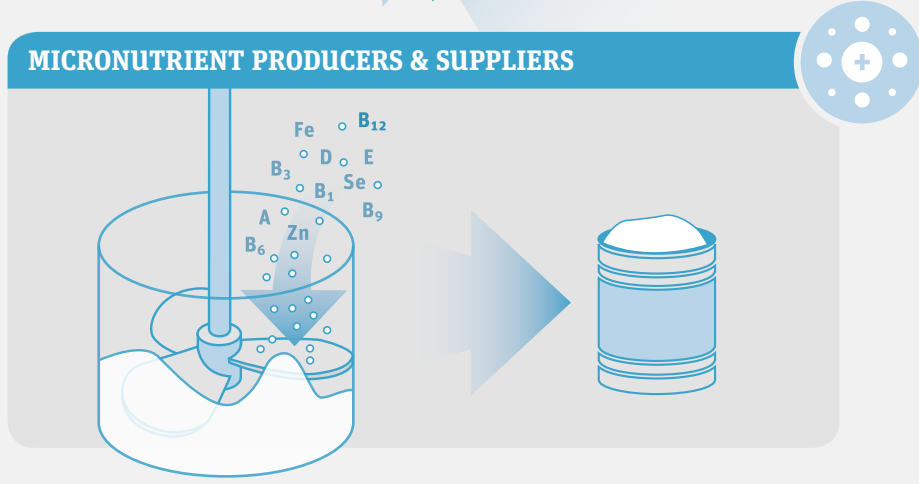 MICRONUTRIENT PRODUCERS & SUPPLIERS
Fe B12
B3 D E
B1 Se
A B9
Zn
B6